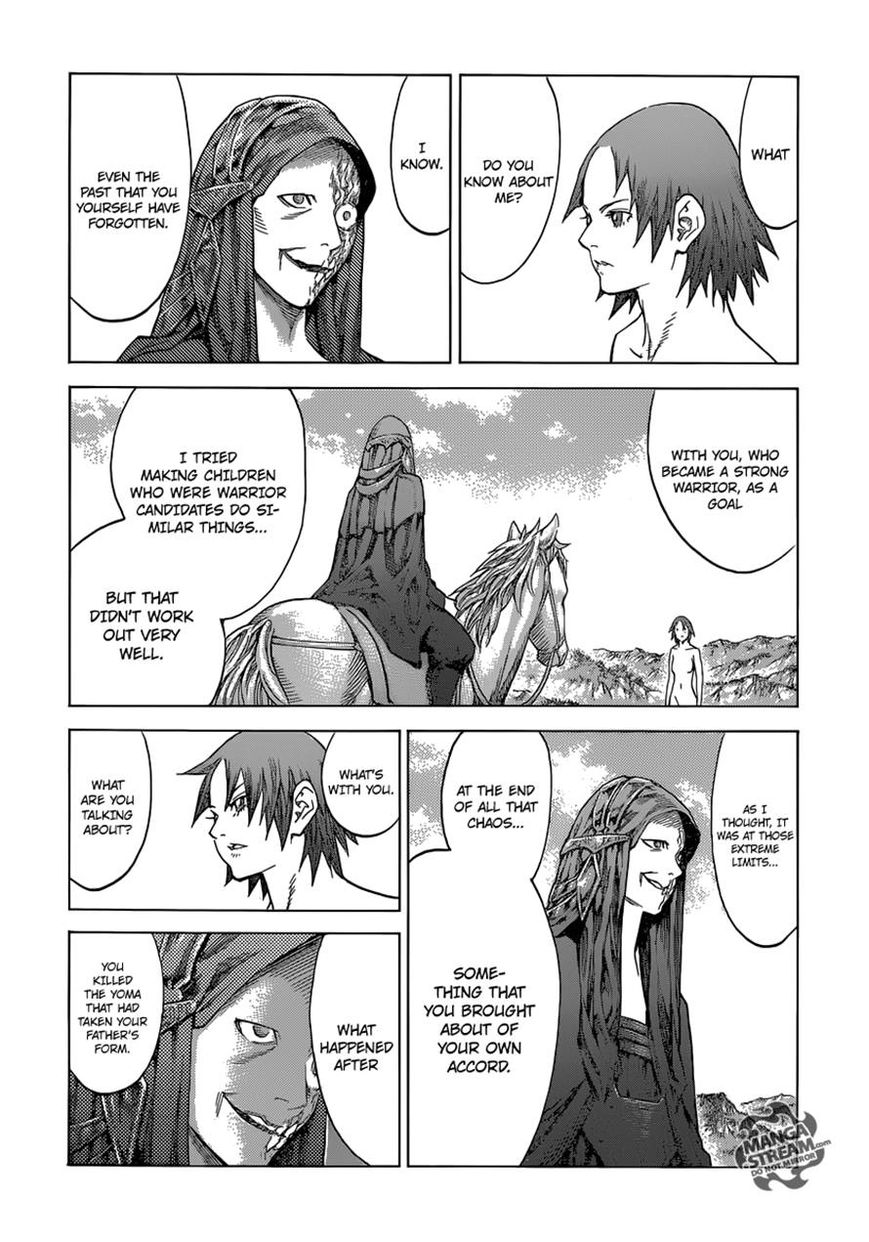 WHAT
DO YOU
KNOW ABOUT
ME?
I
KNOW.
EVEN THE
PAST THAT YOU
YOURSELF HAVE
FORGOTTEN.
WITH YOU, WHO
BECAME A STRONG
WARRIOR, AS A
GOAL
I TRIED
MAKING CHILDREN
WHO WERE WARRIOR
CANDIDATES DO SI-
MILAR THINGS...
BUT THAT
DIDN'T WORK
OUT VERY
WELL.
AS I
THOUGHT, IT
WAS AT THOSE
EXTREME
LIMITS...
AT THE END
OF ALL THAT
CHAOS...
SOME-
THING THAT
YOU BROUGHT
ABOUT OF
YOUR OWN
ACCORD.
WHAT'S
WITH YOU.
WHAT
ARE YOU
TALKING
ABOUT?
WHAT
HAPPENED
AFTER
YOU
KILLED
THE YOMA
THAT HAD
TAKEN YOUR
FATHER'S
FORM.
MANGA
STREAM.com
DO NOT MIRROR